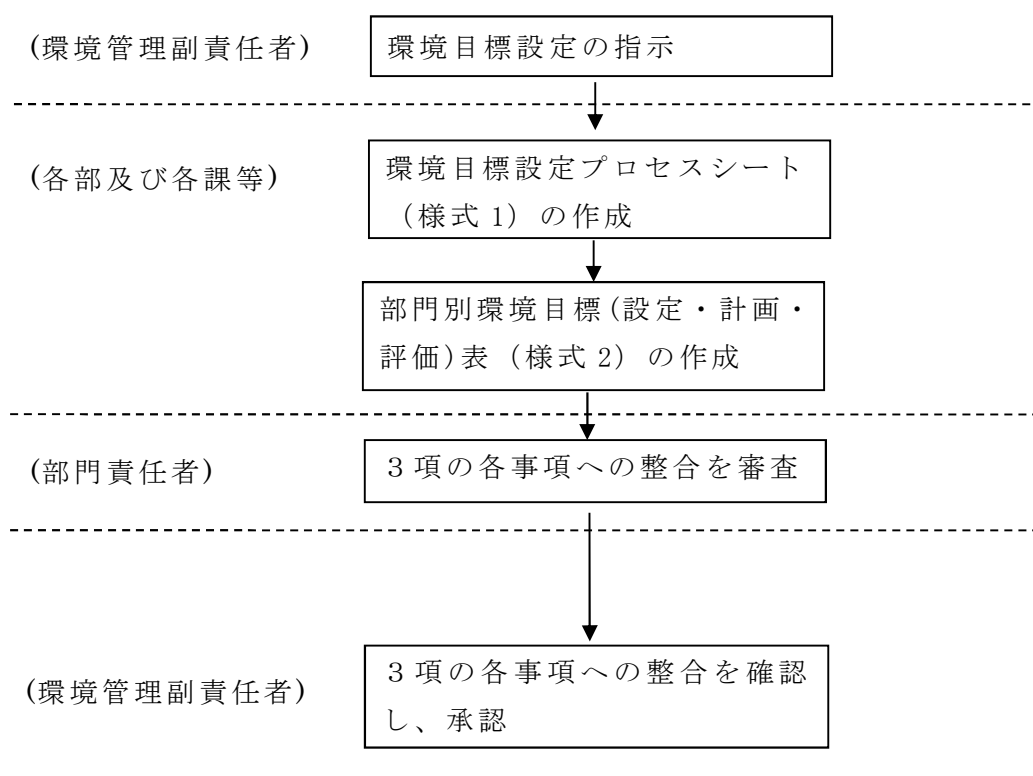 (環境管理副責任者)
環境目標設定の指示
(各部及び各課等)
環境目標設定プロセスシート
（様式1）の作成
部門別環境目標(設定・計画・
評価)表（様式2）の作成
(部門責任者)
３項の各事項への整合を審査
(環境管理副責任者)
３項の各事項への整合を確認
し、承認